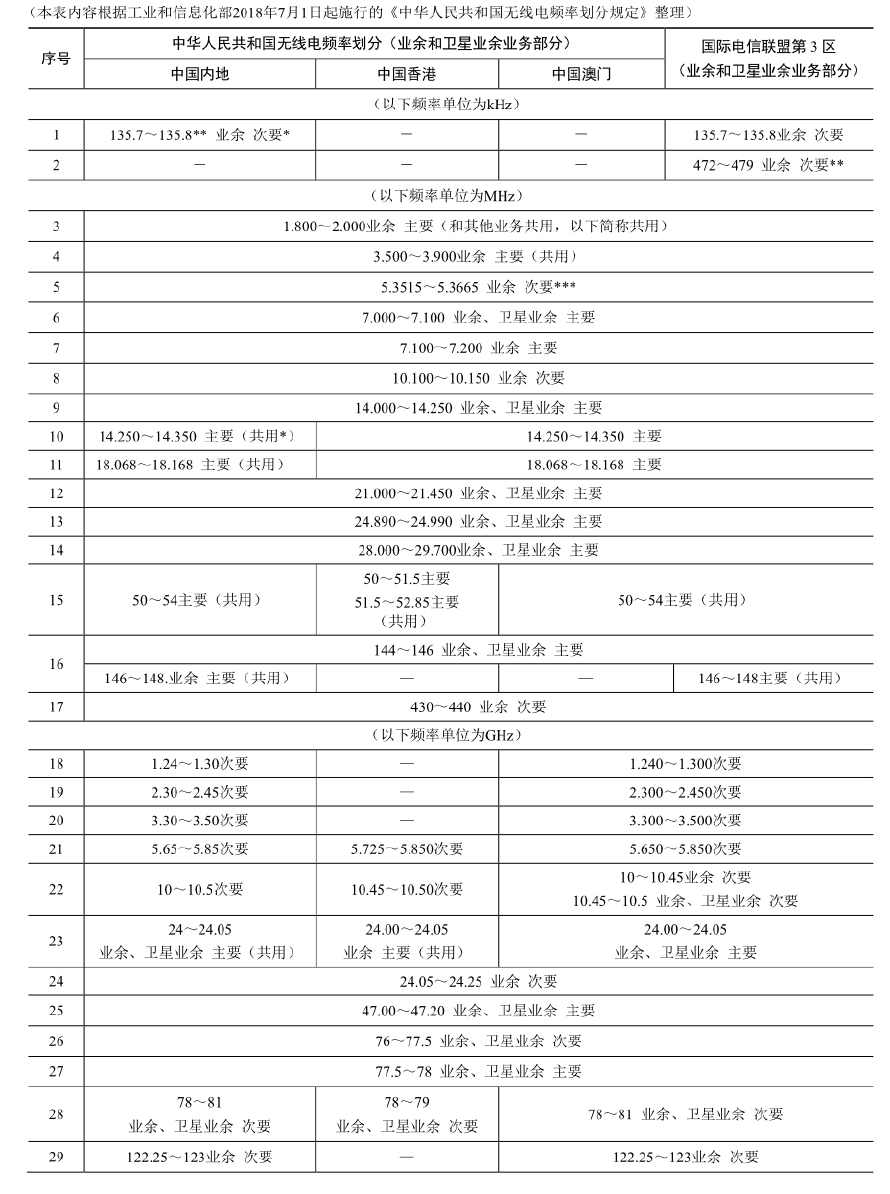 （本表内容根据工业和信息化部2018年7月1日起施行的《中华人民共和国无线电频率划分规定》整理）
序号 中华人民共和国无线电频率划分（业余和卫星业余业务部分） 国际电信联盟第 3 区
（业余和卫星业余业务部分）
中国内地 中国香港 中国澳门
（以下频率单位为kHz）
1 135.7～135.8** 业余 次要* — — 135.7～135.8业余 次要
2 — — — 472～479 业余 次要**
（以下频率单位为MHz）
3 1.800～2.000业余 主要（和其他业务共用，以下简称共用）
4 3.500～3.900业余 主要（共用）
5 5.3515～5.3665 业余 次要***
6 7.000～7.100 业余、卫星业余 主要
7 7.100～7.200 业余 主要
8 10.100～10.150 业余 次要
9 14.000～14.250 业余、卫星业余 主要
10 14.250～14.350 主要（共用*） 14.250～14.350 主要
11 18.068～18.168 主要（共用） 18.068～18.168 主要
12 21.000～21.450 业余、卫星业余 主要
13 24.890～24.990 业余、卫星业余 主要
14 28.000～29.700业余、卫星业余 主要
15 50～54主要（共用） 50～51.5主要 50～54主要（共用）
51.5～52.85主要
（共用）
16 144～146 业余、卫星业余 主要
146～148.业余 主要（共用） — — 146～148主要（共用）
17 430～440 业余 次要
（以下频率单位为GHz）
18 1.24～1.30次要 — 1.240～1.300次要
19 2.30～2.45次要 — 2.300～2.450次要
20 3.30～3.50次要 — 3.300～3.500次要
21 5.65～5.85次要 5.725～5.850次要 5.650～5.850次要
22 10～10.5次要 10.45～10.50次要 10～10.45业余 次要
10.45～10.5 业余、卫星业余 次要
23 24～24.05 24.00～24.05 24.00～24.05
业余、卫星业余 主要（共用） 业余 主要（共用） 业余、卫星业余 主要
24 24.05～24.25 业余 次要
25 47.00～47.20 业余、卫星业余 主要
26 76～77.5 业余、卫星业余 次要
27 77.5～78 业余、卫星业余 主要
28 78～81 78～79 78～81 业余、卫星业余 次要
业余、卫星业余 次要 业余、卫星业余 次要
29 122.25～123业余 次要 — 122.25～123业余 次要